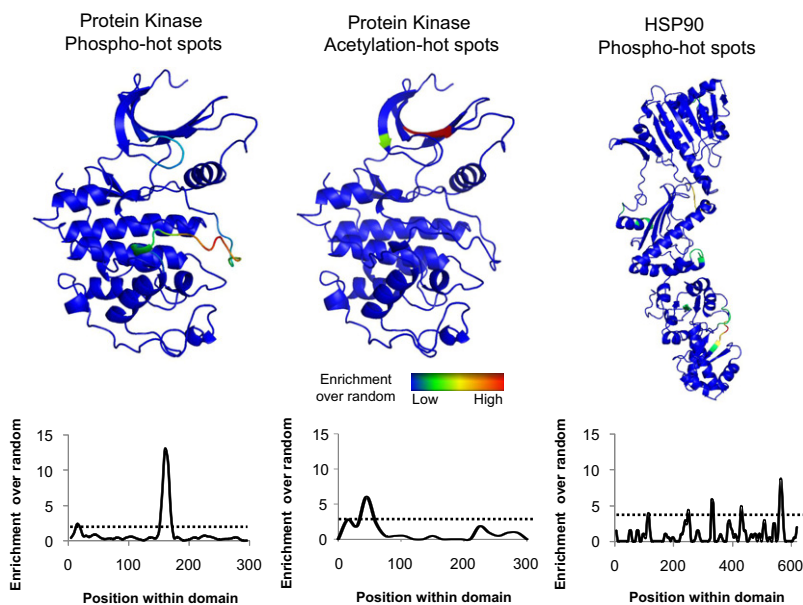 Protein Kinase
Phospho-hot spots
Protein Kinase
Acetylation-hot spots
HSP90
Phospho-hot spots
Enrichment
over random
Low
High
Enrichment over random
15
10
5
0
0
100
200
300
Position within domain
Enrichment over random
15
10
5
0
0
100
200
300
Position within domain
Enrichment over random
15
10
5
0
0
200
400
600
Position within domain